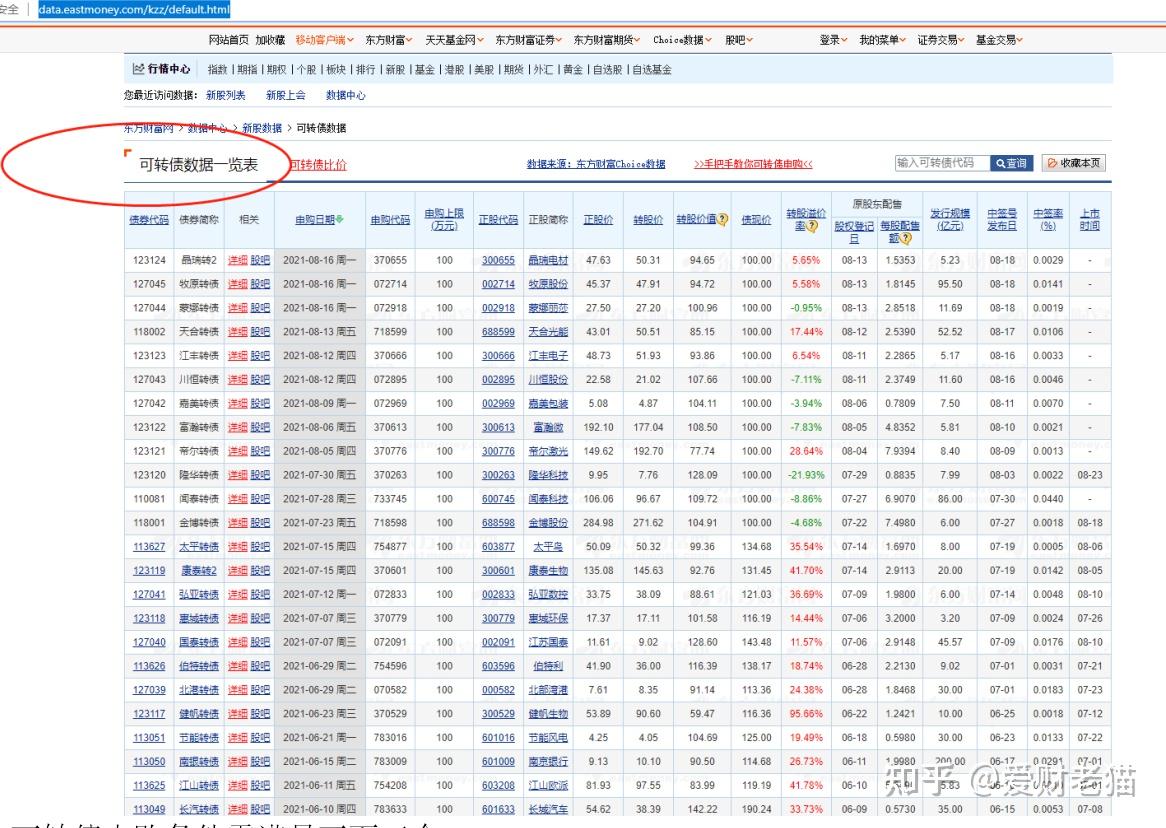 安全 data.eastmoney.com/kzz/default.html
网站首页 加收藏 移动客户端 东方财富 天天基金网 东方财富证券 东方财富期货 Choice数据 股吧 登录 我的菜单 证券交易 基金交易
行情中心 指数 | 期指 | 期权 | 个股 | 板块 | 排行 | 新股 | 基金 | 港股 | 美股 | 期货 | 外汇 | 黄金 | 自选股 | 自选基金
您最近访问数据: 新股列表 新股上会 数据中心
东方财富网 > 数据中心 > 新股数据 > 可转债数据
可转债数据一览表 可转债比价 数据来源:东方财富Choice数据 >>手把手教你可转债申购<< 输入可转债代码 查询 收藏本页
债券代码 债券简称 相关 申购日期 申购代码 申购上限(万元) 正股代码 正股简称 正股价 转股价 转股价值 债现价 转股溢价率 原股东配售 股权登记日 每股配售额 发行规模(亿元) 中签号发布日 中签率(%) 上市时间
123124 晶瑞转2 详细 股吧 2021-08-16 周一 370655 100 300655 晶瑞电材 47.63 50.31 94.65 100.00 5.65% 08-13 1.5353 5.23 08-18 0.0029 -
127045 牧原转债 详细 股吧 2021-08-16 周一 072714 100 002714 牧原股份 45.37 47.91 94.72 100.00 5.58% 08-13 1.8145 95.50 08-18 0.0141 -
127044 蒙娜转债 详细 股吧 2021-08-16 周一 072918 100 002918 蒙娜丽莎 27.50 27.20 100.96 100.00 -0.95% 08-13 2.8518 11.69 08-18 0.0019 -
118002 天合转债 详细 股吧 2021-08-13 周五 718599 100 688599 天合光能 43.01 50.51 85.15 100.00 17.44% 08-12 2.5390 52.52 08-17 0.0106 -
123123 江丰转债 详细 股吧 2021-08-12 周四 370666 100 300666 江丰电子 48.73 51.93 93.86 100.00 6.54% 08-11 2.2865 5.17 08-16 0.0033 -
127043 川恒转债 详细 股吧 2021-08-12 周四 072895 100 002895 川恒股份 22.58 21.02 107.66 100.00 -7.11% 08-11 2.3749 11.60 08-16 0.0046 -
127042 嘉美转债 详细 股吧 2021-08-09 周一 072969 100 002969 嘉美包装 5.08 4.87 104.11 100.00 -3.94% 08-06 0.7809 7.50 08-11 0.0070 -
123122 富瀚转债 详细 股吧 2021-08-06 周五 370613 100 300613 富瀚微 192.10 177.04 108.50 100.00 -7.83% 08-05 4.8352 5.81 08-10 0.0021 -
123121 帝尔转债 详细 股吧 2021-08-05 周四 370776 100 300776 帝尔激光 149.62 192.70 77.74 100.00 28.64% 08-04 7.9394 8.40 08-09 0.0013 -
123120 隆华转债 详细 股吧 2021-07-30 周五 370263 100 300263 隆华科技 9.95 7.76 128.09 100.00 -21.93% 07-29 0.8835 7.99 08-03 0.0022 08-23
110081 闻泰转债 详细 股吧 2021-07-28 周三 733745 100 600745 闻泰科技 106.06 96.67 109.72 100.00 -8.86% 07-27 6.9070 86.00 07-30 0.0440 -
118001 金博转债 详细 股吧 2021-07-23 周五 718598 100 688598 金博股份 284.98 271.62 104.91 100.00 -4.68% 07-22 7.4980 6.00 07-27 0.0018 08-18
113627 太平转债 详细 股吧 2021-07-15 周四 754877 100 603877 太平鸟 50.09 50.32 99.36 134.68 35.54% 07-14 1.6970 8.00 07-19 0.0005 08-06
123119 康泰转2 详细 股吧 2021-07-15 周四 370601 100 300601 康泰生物 135.08 145.63 92.76 131.45 41.70% 07-14 2.9113 20.00 07-19 0.0142 08-05
127041 弘亚转债 详细 股吧 2021-07-12 周一 072833 100 002833 弘亚数控 33.75 38.09 88.61 121.03 36.69% 07-09 1.9800 6.00 07-14 0.0048 08-10
123118 惠城转债 详细 股吧 2021-07-07 周三 370779 100 300779 惠城环保 17.37 17.11 101.58 116.19 14.44% 07-06 3.2000 3.20 07-09 0.0024 07-26
127040 国泰转债 详细 股吧 2021-07-07 周三 072091 100 002091 江苏国泰 11.61 9.02 128.60 143.48 11.57% 07-06 2.9148 45.57 07-09 0.0176 08-10
113626 伯特转债 详细 股吧 2021-06-29 周二 754596 100 603596 伯特利 41.90 36.00 116.39 138.17 18.74% 06-28 2.2130 9.02 07-01 0.0031 07-21
127039 北港转债 详细 股吧 2021-06-29 周二 070582 100 000582 北部湾港 7.61 8.35 91.14 113.36 24.38% 06-28 1.8468 30.00 07-01 0.0183 07-23
123117 健帆转债 详细 股吧 2021-06-23 周三 370529 100 300529 健帆生物 53.89 90.60 59.47 116.36 95.66% 06-22 1.2421 10.00 06-25 0.0018 07-12
113051 节能转债 详细 股吧 2021-06-21 周一 783016 100 601016 节能风电 4.25 4.05 104.69 125.00 19.49% 06-18 0.5980 30.00 06-23 0.0133 07-22
113050 南银转债 详细 股吧 2021-06-15 周二 783009 100 601009 南京银行 9.13 10.10 90.50 114.68 26.73% 06-11 1.9980 200.00 06-17 0.0291 07-01
113625 江山转债 详细 股吧 2021-06-11 周五 754208 100 603208 江山欧派 81.93 97.55 83.99 119.19 41.78% 06-10 5.83
113049 长汽转债 详细 股吧 2021-06-10 周四 783633 100 601633 长城汽车 54.62 38.39 142.22 190.24 33.73% 06-09 0.5730 35.00 06-15 0.0053 07-08
知乎 @爱财老猫